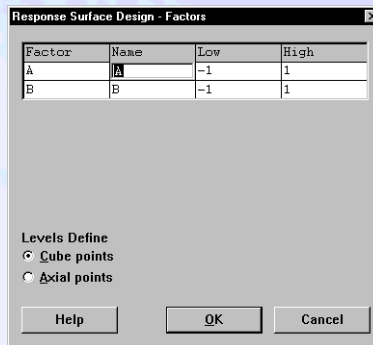 Response Surface Design - Factors
Factor Name Low High
A A -1 1
B B -1 1
Levels Define
Cube points
Axial points
Help OK Cancel